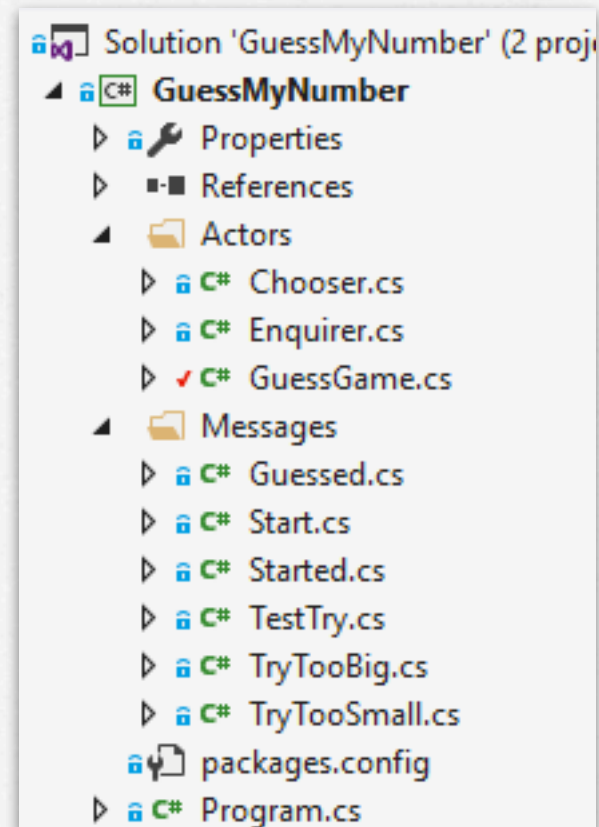 Solution 'GuessMyNumber' (2 proj
C# GuessMyNumber
Properties
References
Actors
C# Chooser.cs
C# Enquirer.cs
C# GuessGame.cs
Messages
C# Guessed.cs
C# Start.cs
C# Started.cs
C# TestTry.cs
C# TryTooBig.cs
C# TryTooSmall.cs
packages.config
C# Program.cs